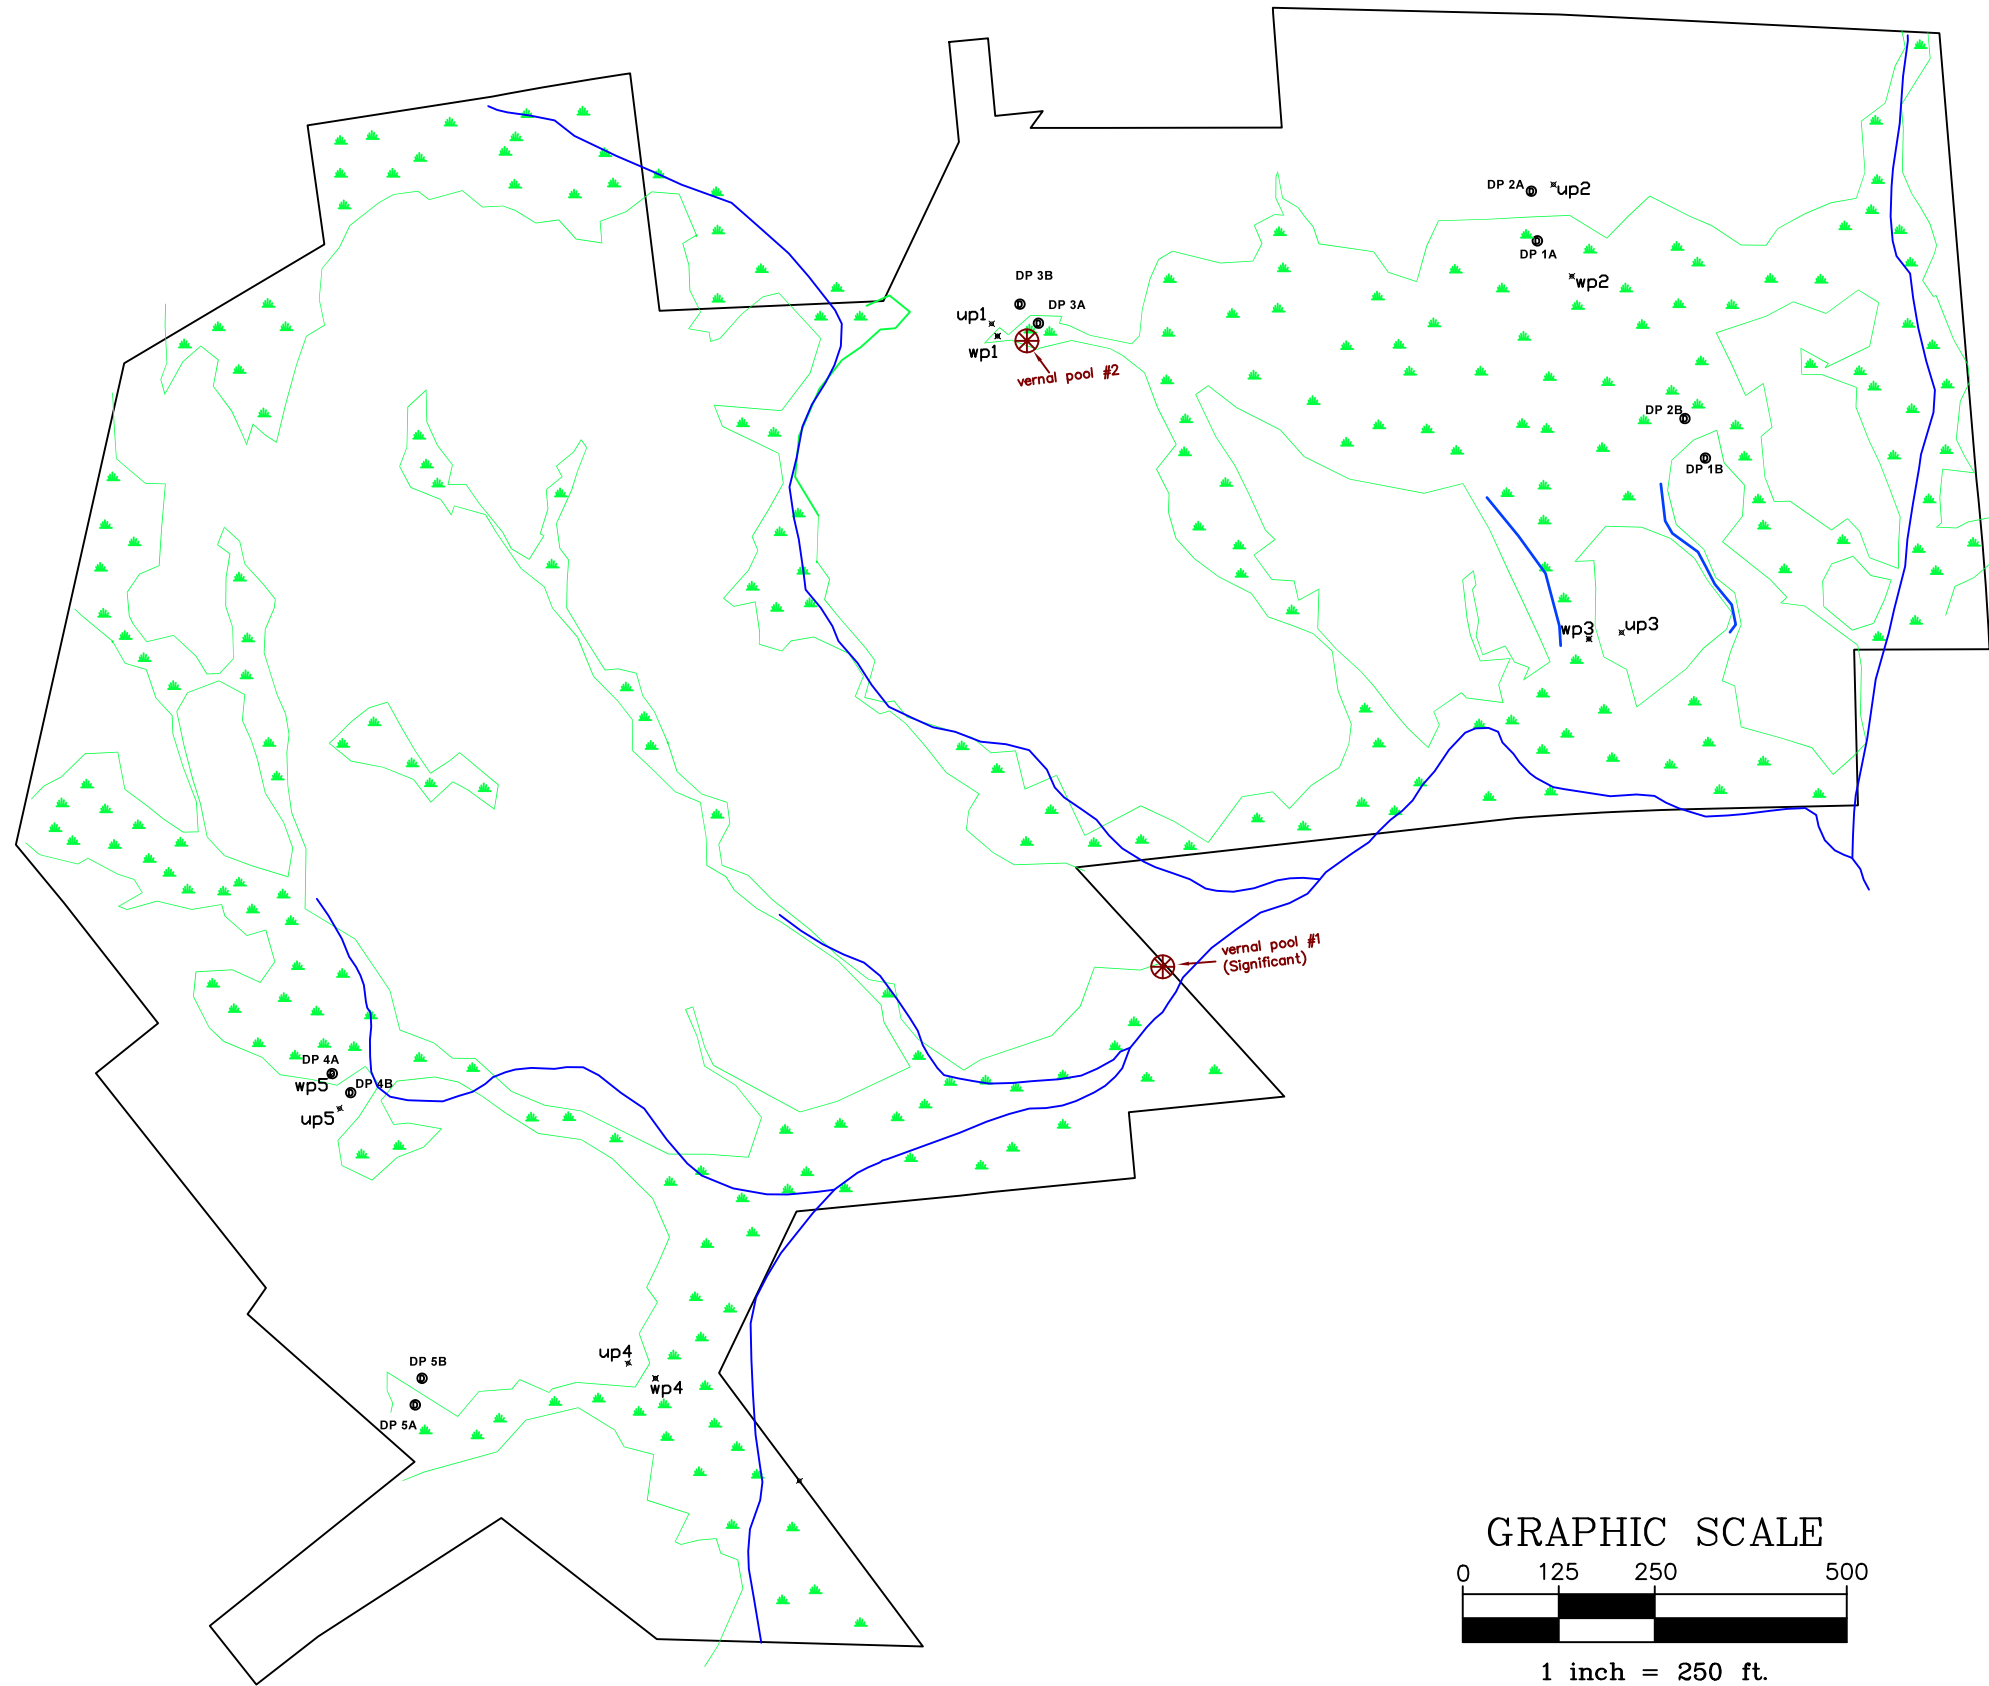 DP 2A
up2
DP 1A
wp2
DP 3B
DP 3A
up1
wp1
vernal pool #2
DP 2B
DP 1B
wp3
up3
vernal pool #1
(Significant)
DP 4A
wp5
DP 4B
up5
up4
wp4
DP 5B
DP 5A
GRAPHIC SCALE
0 125 250 500
1 inch = 250 ft.